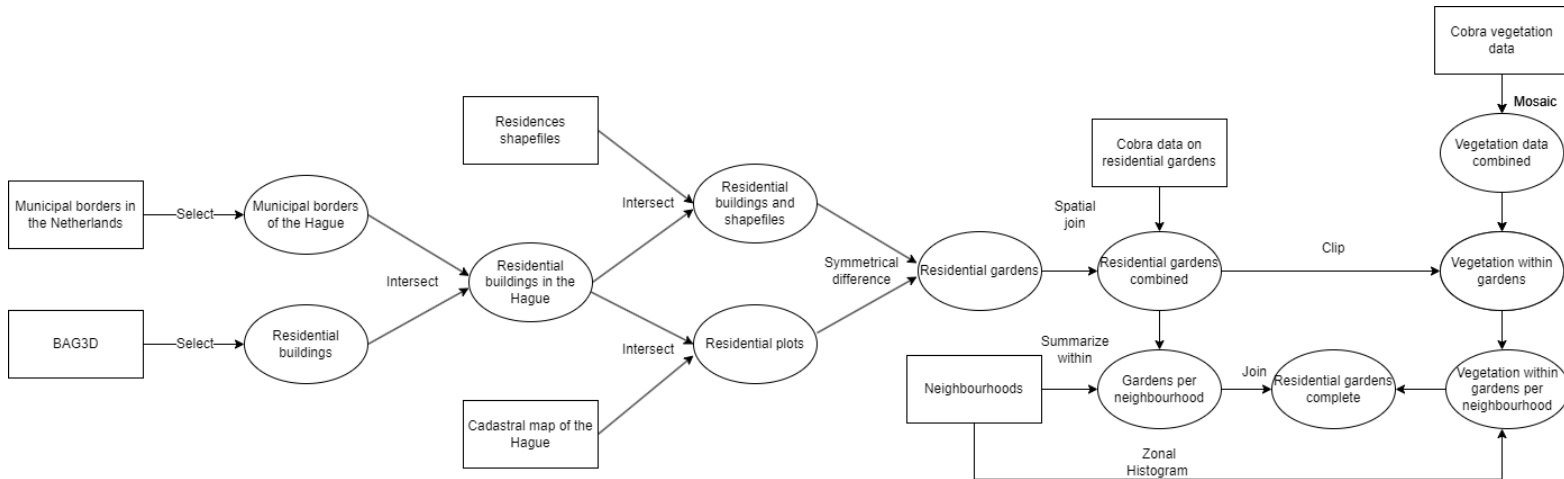 Cobra vegetation
data
Mosaic
Residences
shapefiles
Cobra data on
residential gardens
Vegetation data
combined
Municipal borders in
the Netherlands
Select
Municipal borders
of the Hague
Intersect
Residential
buildings and
shapefiles
Spatial
join
Clip
Intersect
Residential
buildings in the
Hague
Symmetrical
difference
Residential gardens
Residential gardens
combined
Vegetation within
gardens
BAG3D
Select
Residential
buildings
Intersect
Residential plots
Summarize
within
Neighbourhoods
Gardens per
neighbourhood
Join
Residential gardens
complete
Vegetation within
gardens per
neighbourhood
Cadastral map of the
Hague
Zonal
Histogram